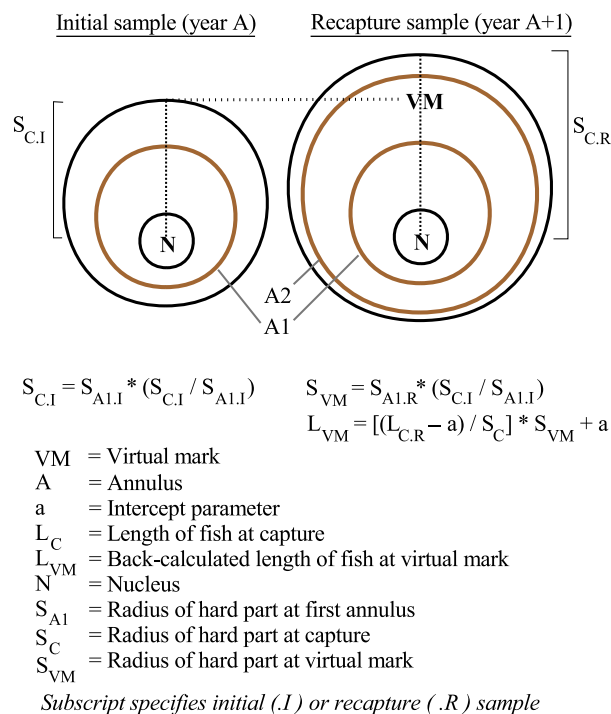 Initial sample (year A)
Recapture sample (year A+1)
VM
S_C.I
S_C.R
N
N
A2
A1
S_C.I = S_A1.I * (S_C.I / S_A1.I)
S_VM = S_A1.R * (S_C.I / S_A1.I)
L_VM = [(L_C.R – a) / S_C] * S_VM + a
VM = Virtual mark
A = Annulus
a = Intercept parameter
L_C = Length of fish at capture
L_VM = Back-calculated length of fish at virtual mark
N = Nucleus
S_A1 = Radius of hard part at first annulus
S_C = Radius of hard part at capture
S_VM = Radius of hard part at virtual mark
Subscript specifies initial (.I ) or recapture ( .R ) sample